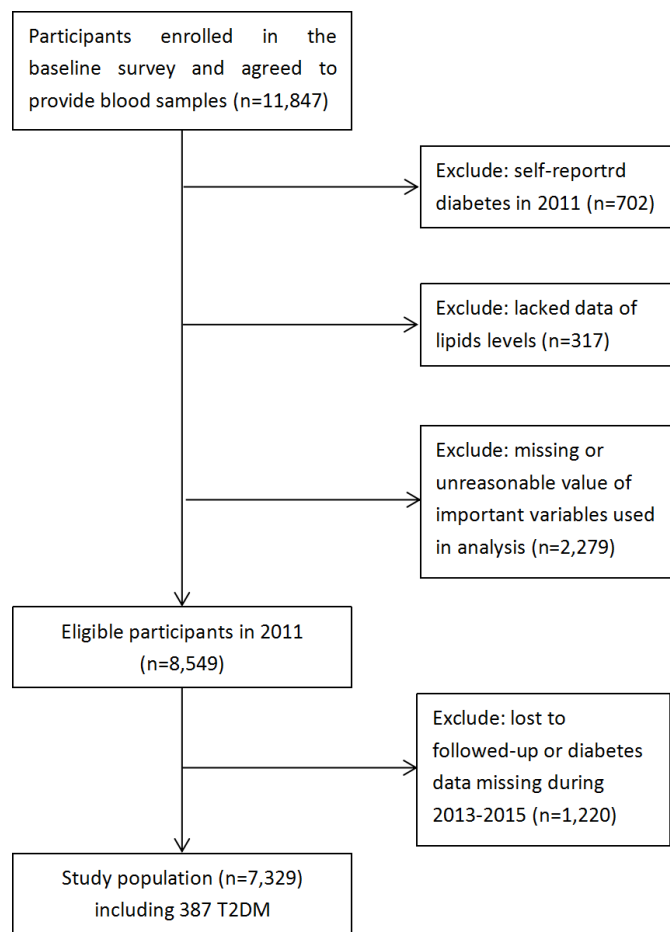 Participants enrolled in the
baseline survey and agreed to
provide blood samples (n=11,847)
Exclude: self-reportrd
diabetes in 2011 (n=702)
Exclude: lacked data of
lipids levels (n=317)
Exclude: missing or
unreasonable value of
important variables used
in analysis (n=2,279)
Eligible participants in 2011
(n=8,549)
Exclude: lost to
followed-up or diabetes
data missing during
2013-2015 (n=1,220)
Study population (n=7,329)
including 387 T2DM